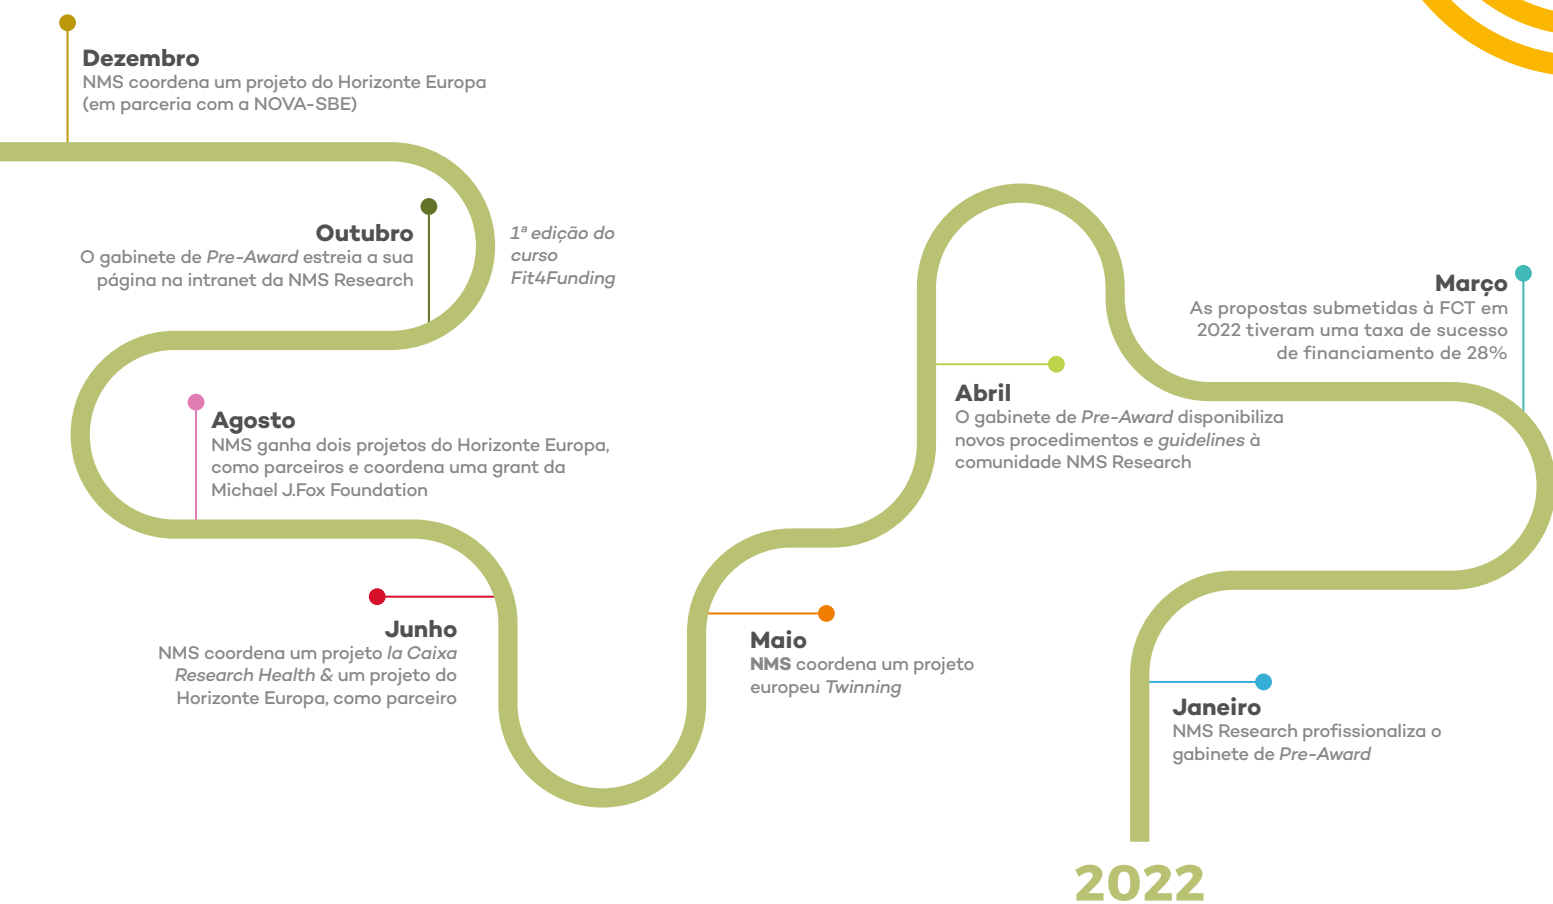 Dezembro
NMS coordena um projeto do Horizonte Europa
(em parceria com a NOVA-SBE)
Outubro
O gabinete de Pre-Award estreia a sua
página na intranet da NMS Research
1ª edição do
curso
Fit4Funding
Agosto
NMS ganha dois projetos do Horizonte Europa,
como parceiros e coordena uma grant da
Michael J.Fox Foundation
Junho
NMS coordena um projeto la Caixa
Research Health & um projeto do
Horizonte Europa, como parceiro
Maio
NMS coordena um projeto
europeu Twinning
Abril
O gabinete de Pre-Award disponibiliza
novos procedimentos e guidelines à
comunidade NMS Research
Março
As propostas submetidas à FCT em
2022 tiveram uma taxa de sucesso
de financiamento de 28%
Janeiro
NMS Research profissionaliza o
gabinete de Pre-Award
2022